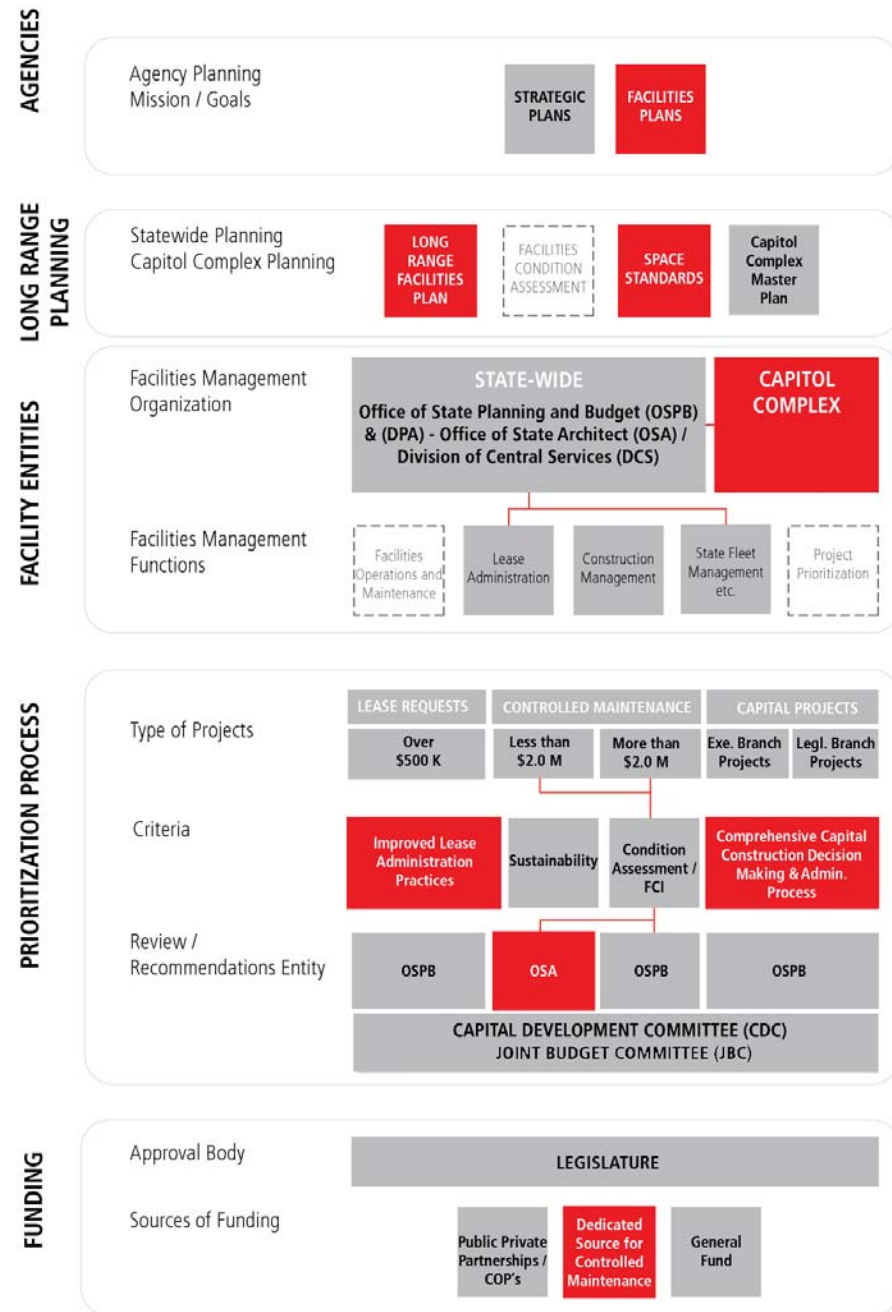 AGENCIES
Agency Planning
Mission / Goals
STRATEGIC
PLANS
FACILITIES
PLANS
LONG RANGE
PLANNING
Statewide Planning
Capitol Complex Planning
LONG
RANGE
FACILITIES
PLAN
FACILITIES
CONDITION
ASSESSMENT
SPACE
STANDARDS
Capitol
Complex
Master
Plan
FACILITY ENTITIES
Facilities Management
Organization
STATE-WIDE
Office of State Planning and Budget (OSPB)
& (DPA) - Office of State Architect (OSA) /
Division of Central Services (DCS)
CAPITOL
COMPLEX
Facilities Management
Functions
Facilities
Operations and
Maintenance
Lease
Administration
Construction
Management
State Fleet
Management
etc.
Project
Prioritization
PRIORITIZATION PROCESS
Type of Projects
LEASE REQUESTS
CONTROLLED MAINTENANCE
CAPITAL PROJECTS
Over
$500 K
Less than
$2.0 M
More than
$2.0 M
Exe. Branch
Projects
Legl. Branch
Projects
Criteria
Improved Lease
Administration
Practices
Sustainability
Condition
Assessment /
FCI
Comprehensive Capital
Construction Decision
Making & Admin.
Process
Review /
Recommendations Entity
OSPB
OSA
OSPB
OSPB
CAPITAL DEVELOPMENT COMMITTEE (CDC)
JOINT BUDGET COMMITTEE (JBC)
FUNDING
Approval Body
LEGISLATURE
Sources of Funding
Public Private
Partnerships /
COP's
Dedicated
Source for
Controlled
Maintenance
General
Fund